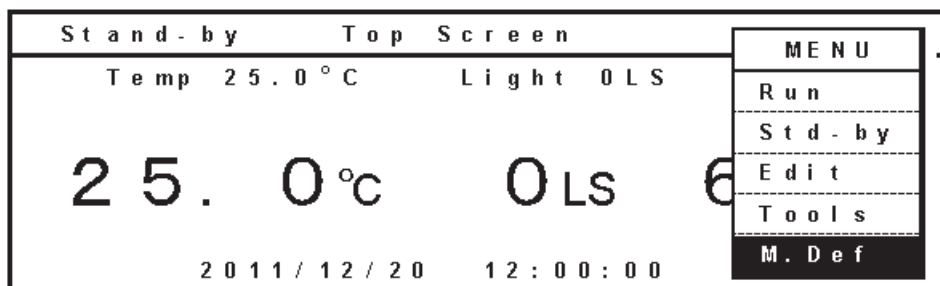 Stand-by Top Screen
MENU
Temp 25.0°C Light 0LS
Run
Std-by
25.0°C 0LS 6
Edit
Tools
M.Def
2011/12/20 12:00:00